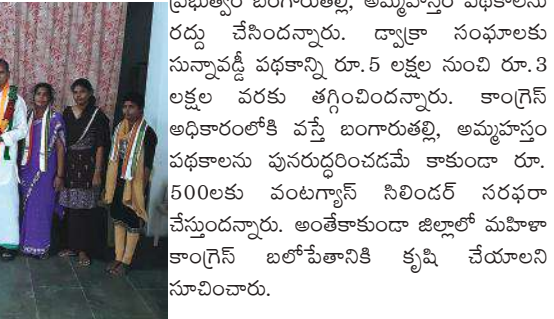 ప్రభుత్వం బంగారుతల్లి, అమ్మహస్తం పథకాలను
రద్దు చేసిందన్నారు. ద్వాక్రా సంఘాలకు
సున్నావడ్డీ పథకాన్ని రూ.5 లక్షల నుంచి రూ.3
లక్షల వరకు తగ్గించిందన్నారు. కాంగ్రెస్
అధికారంలోకి వస్తే బంగారుతల్లి, అమ్మహస్తం
పథకాలను పునరుద్ధరించడమే కాకుండా రూ.
500లకు వంటగ్యాస్ సిలిండర్ సరఫరా
చేస్తుందన్నారు. అంతేకాకుండా జిల్లాలో మహిళా
కాంగ్రెస్ బలోపేతానికి కృషి చేయాలని
సూచించారు.